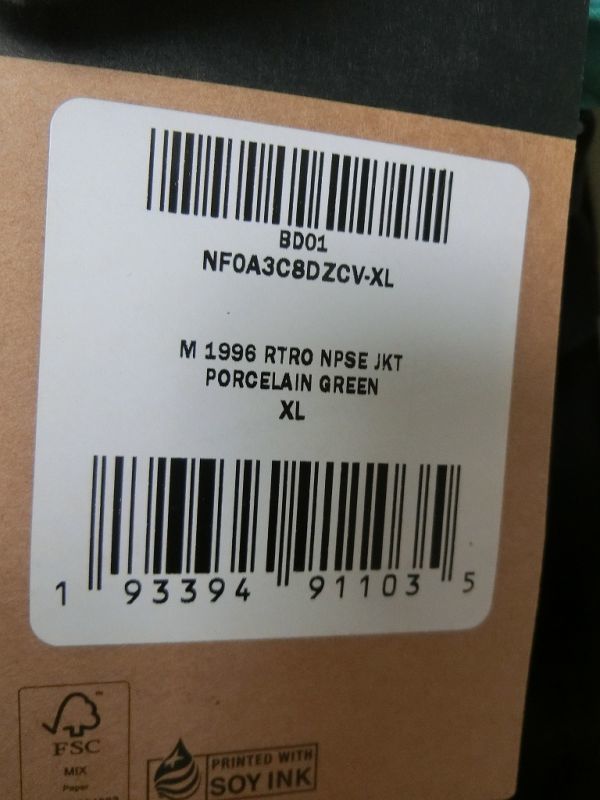 BD01
NF0A3C8DZCV-XL
M 1996 RTRO NPSE JKT
PORCELAIN GREEN
XL
1 93394 91103 5
FSC
MIX
Paper
PRINTED WITH
SOY INK